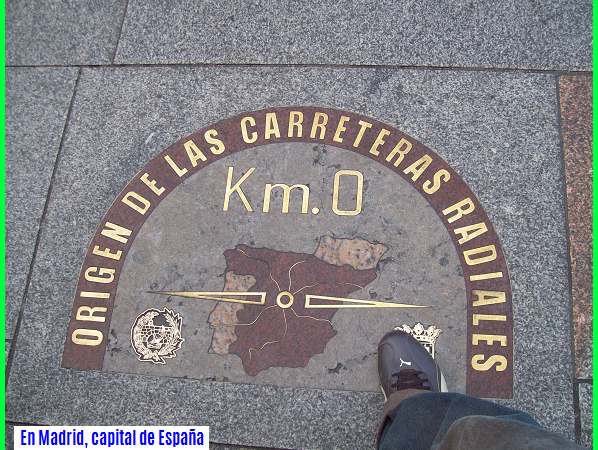 ORIGEN DE LAS CARRETERAS RADIALES
Km. 0
En Madrid, capital de España